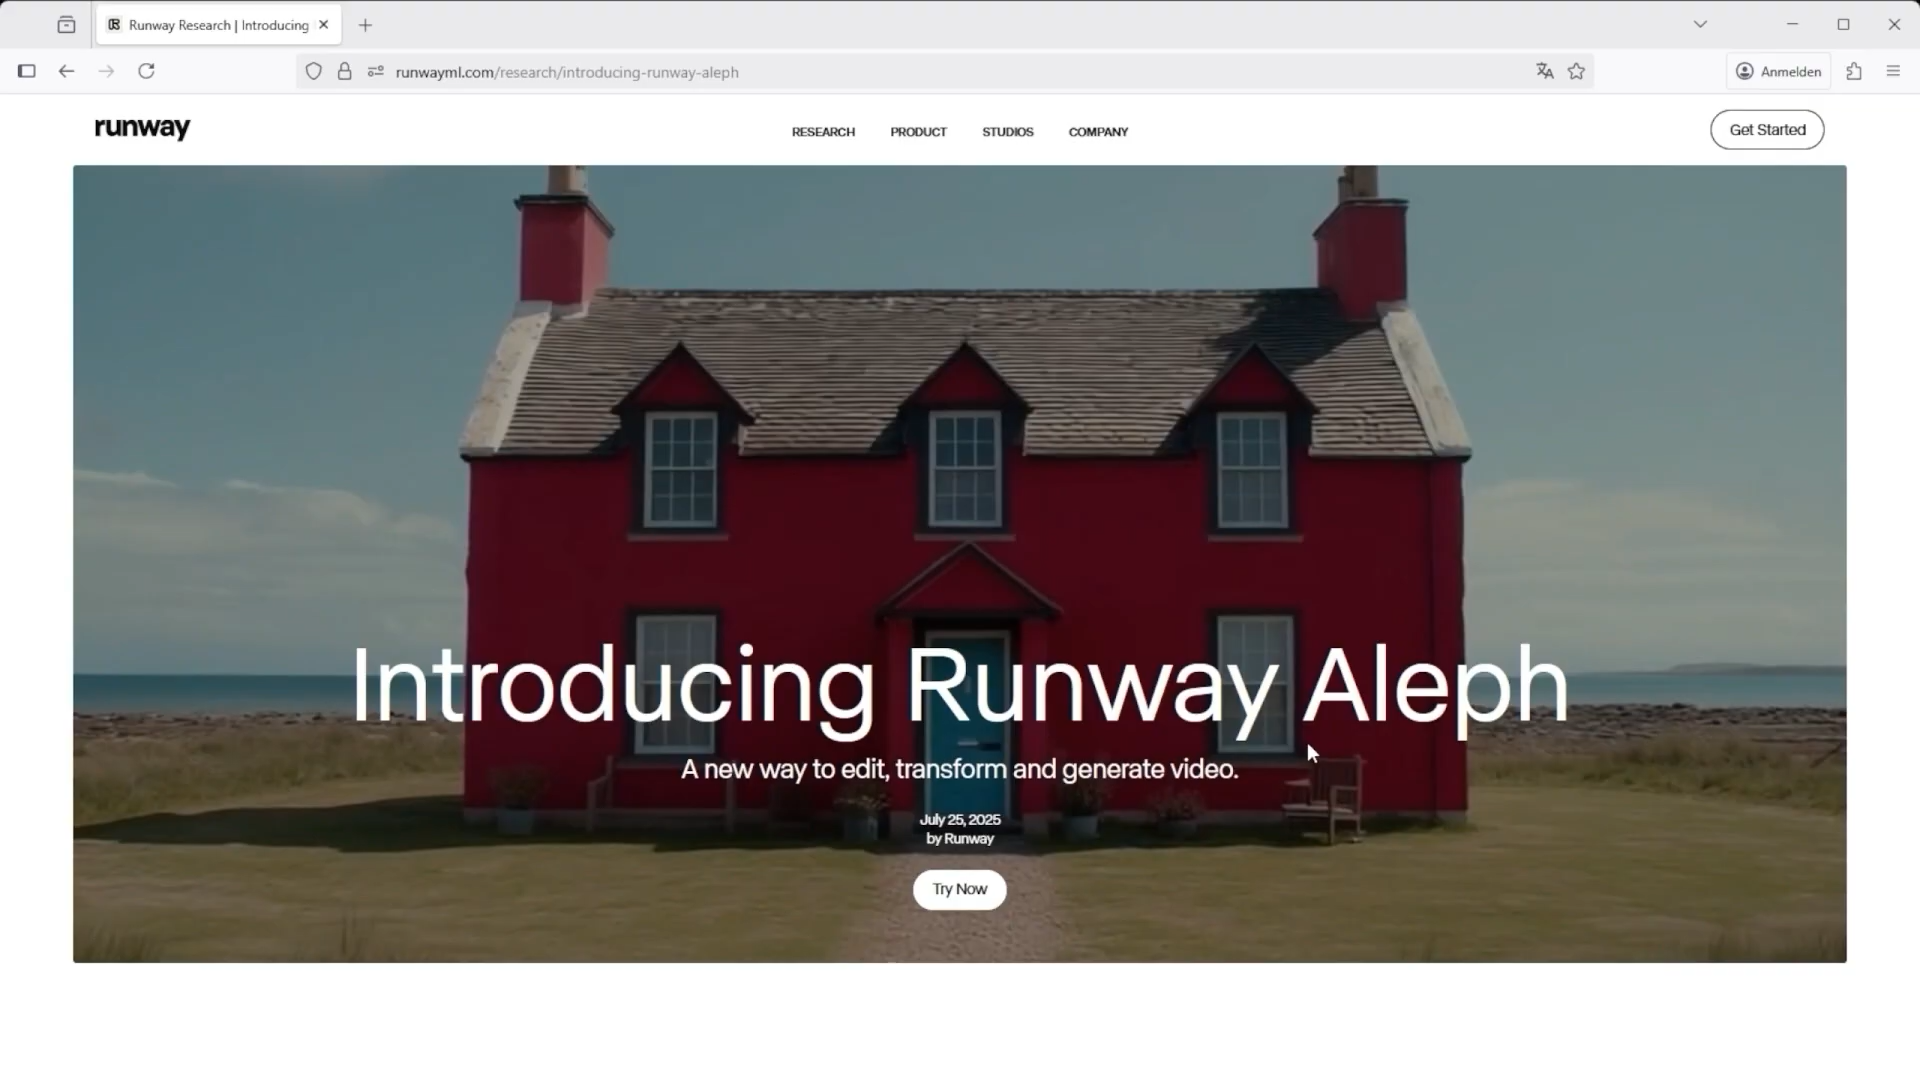 Runway Research | Introducing
runwayml.com/research/introducing-runway-aleph
Anmelden
runway
RESEARCH
PRODUCT
STUDIOS
COMPANY
Get Started
Introducing Runway Aleph
A new way to edit, transform and generate video.
July 25, 2025
by Runway
Try Now